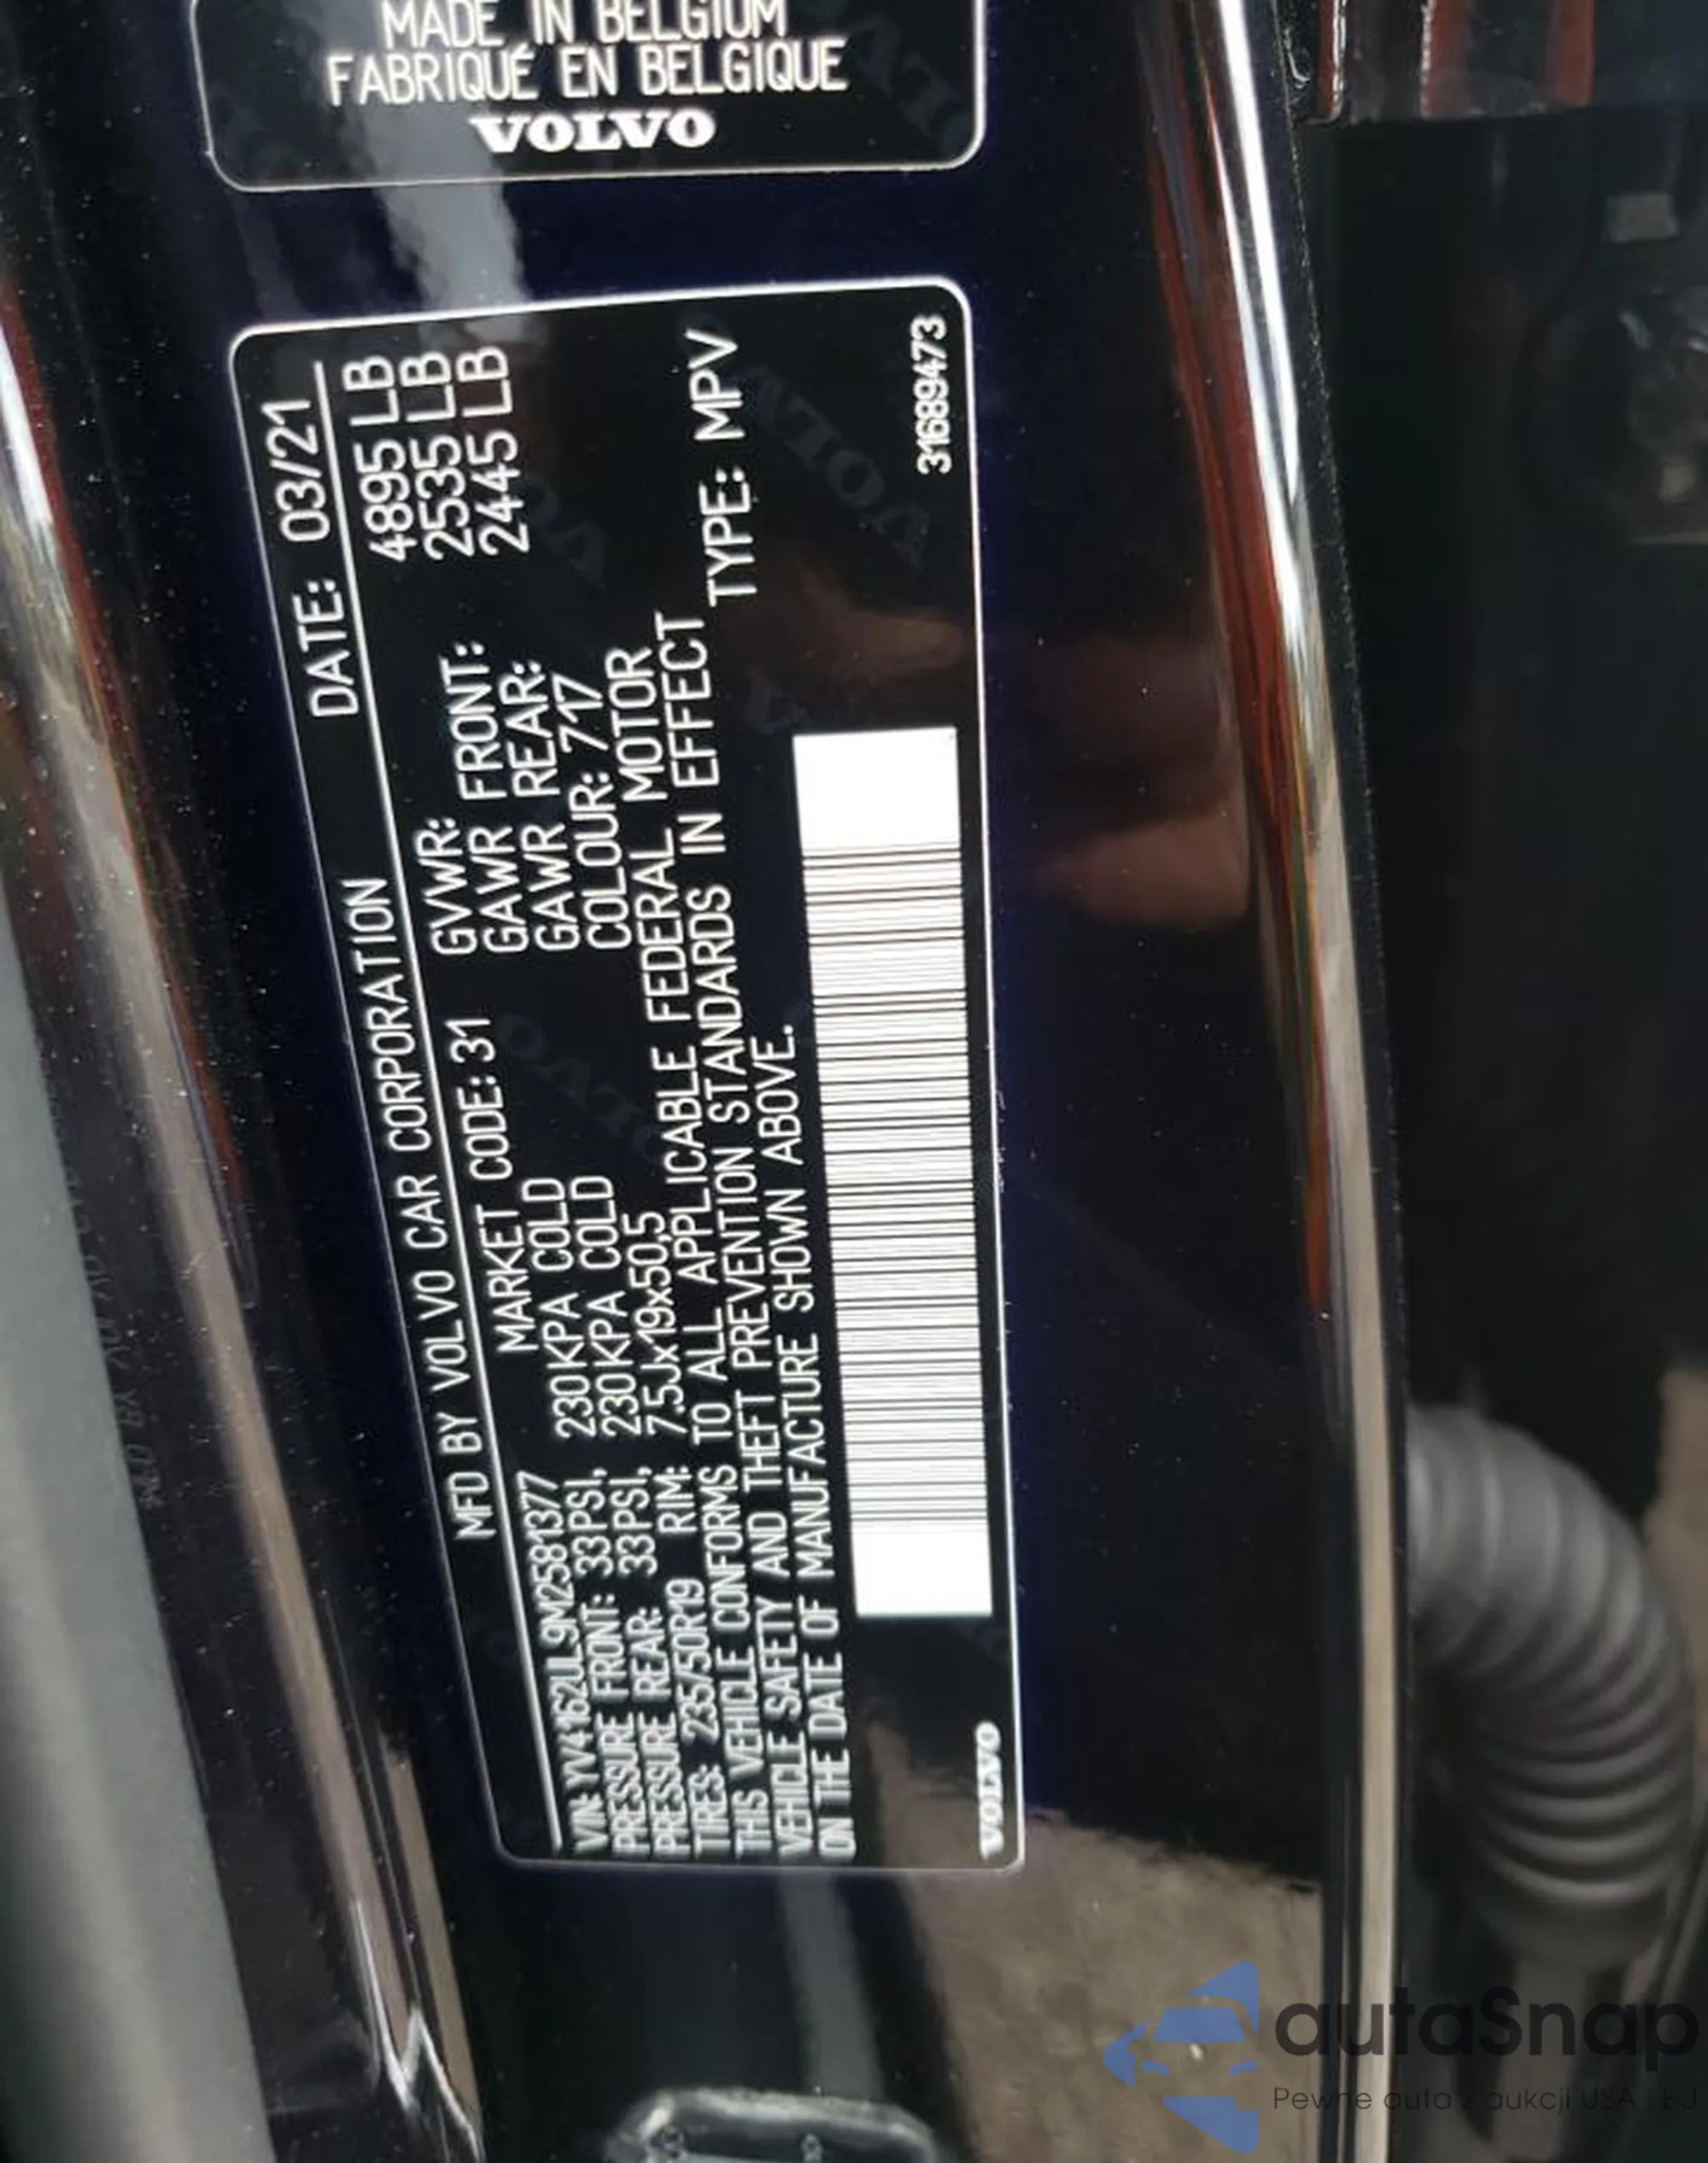 MADE IN BELGIUM
FABRIQUÉ EN BELGIQUE
VOLVO
MFD BY VOLVO CAR CORPORATION DATE: 03/21
VIN: YV4162UL9M2581377 MARKET CODE: 31 GVWR: 4895 LB
PRESSURE FRONT: 33PSI, 230KPA COLD GAWR FRONT: 2535 LB
PRESSURE REAR: 33PSI, 230KPA COLD GAWR REAR: 2445 LB
TIRES: 235/50R19 RIM: 7.5Jx19x50,5 COLOUR: 717
THIS VEHICLE CONFORMS TO ALL APPLICABLE FEDERAL MOTOR
VEHICLE SAFETY AND THEFT PREVENTION STANDARDS IN EFFECT
ON THE DATE OF MANUFACTURE SHOWN ABOVE. TYPE: MPV
VOLVO 31689473
autaSnap
Pewne auta z aukcji USA i EU